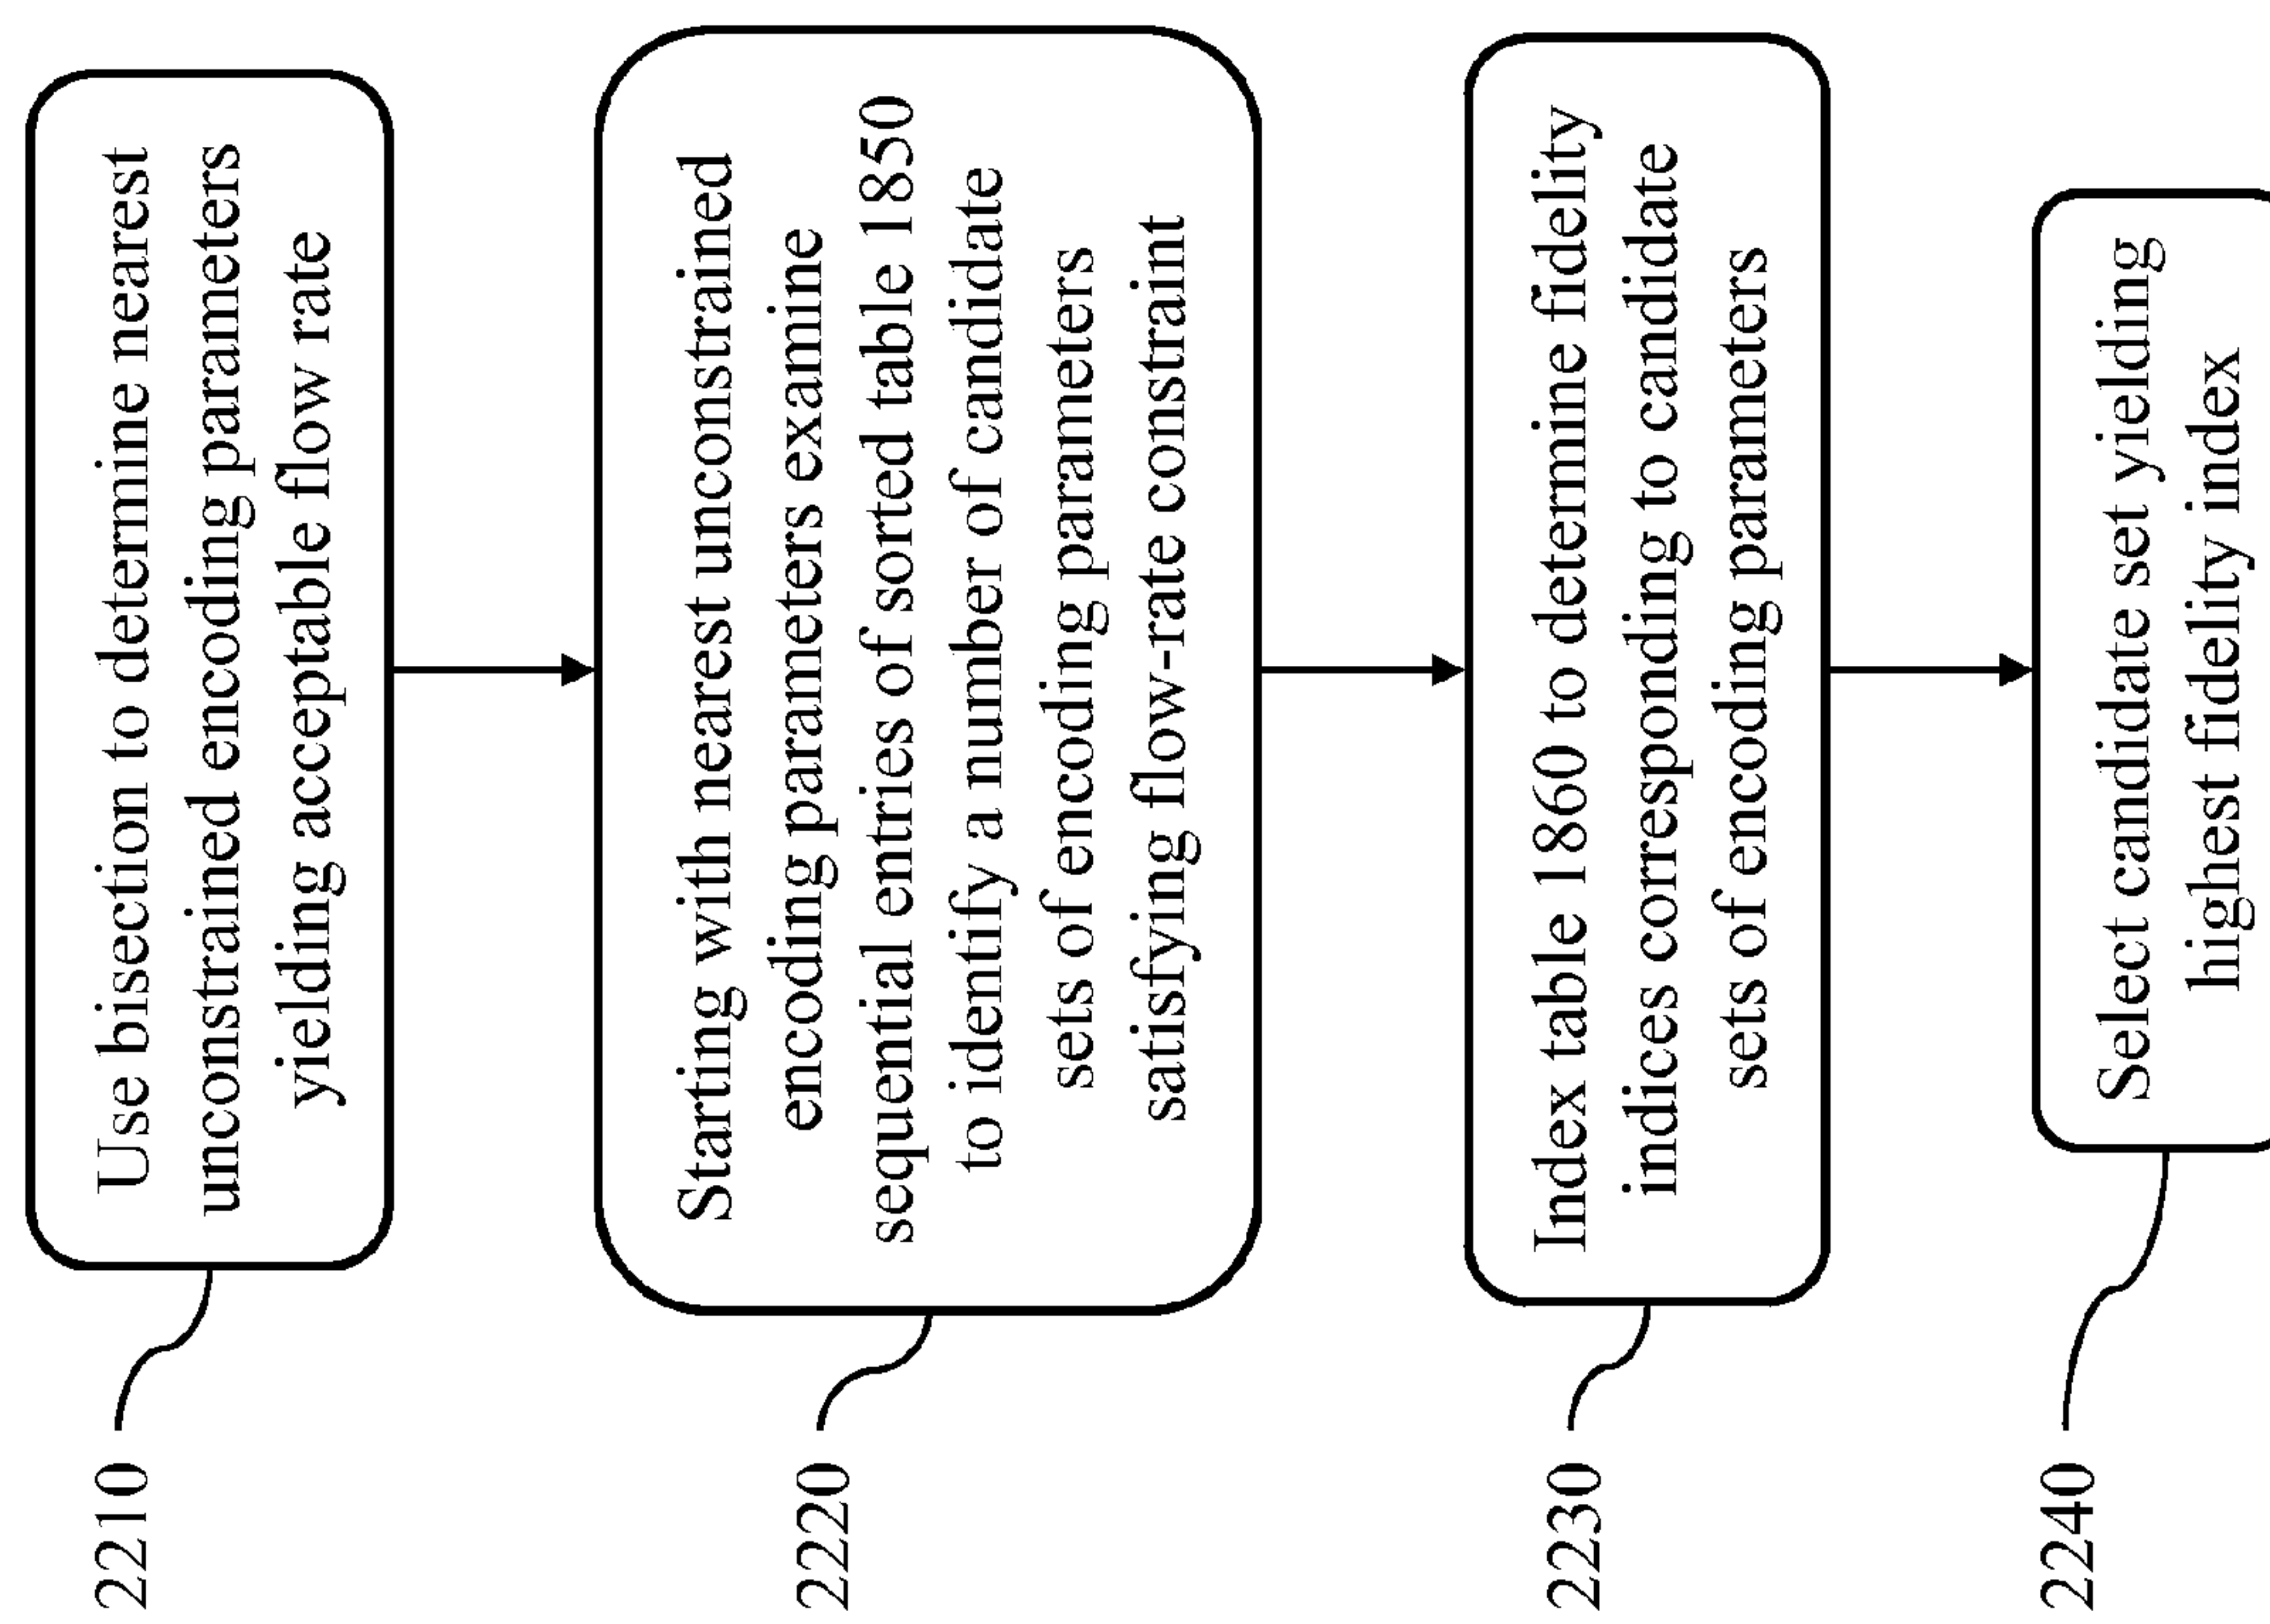 2210
Use bisection to determine nearest
unconstrained encoding parameters
yielding acceptable flow rate
2220
Starting with nearest unconstrained
encoding parameters examine
sequential entries of sorted table 1850
to identify a number of candidate
sets of encoding parameters
satisfying flow-rate constraint
2230
Index table 1860 to determine fidelity
indices corresponding to candidate
sets of encoding parameters
2240
Select candidate set yielding
highest fidelity index